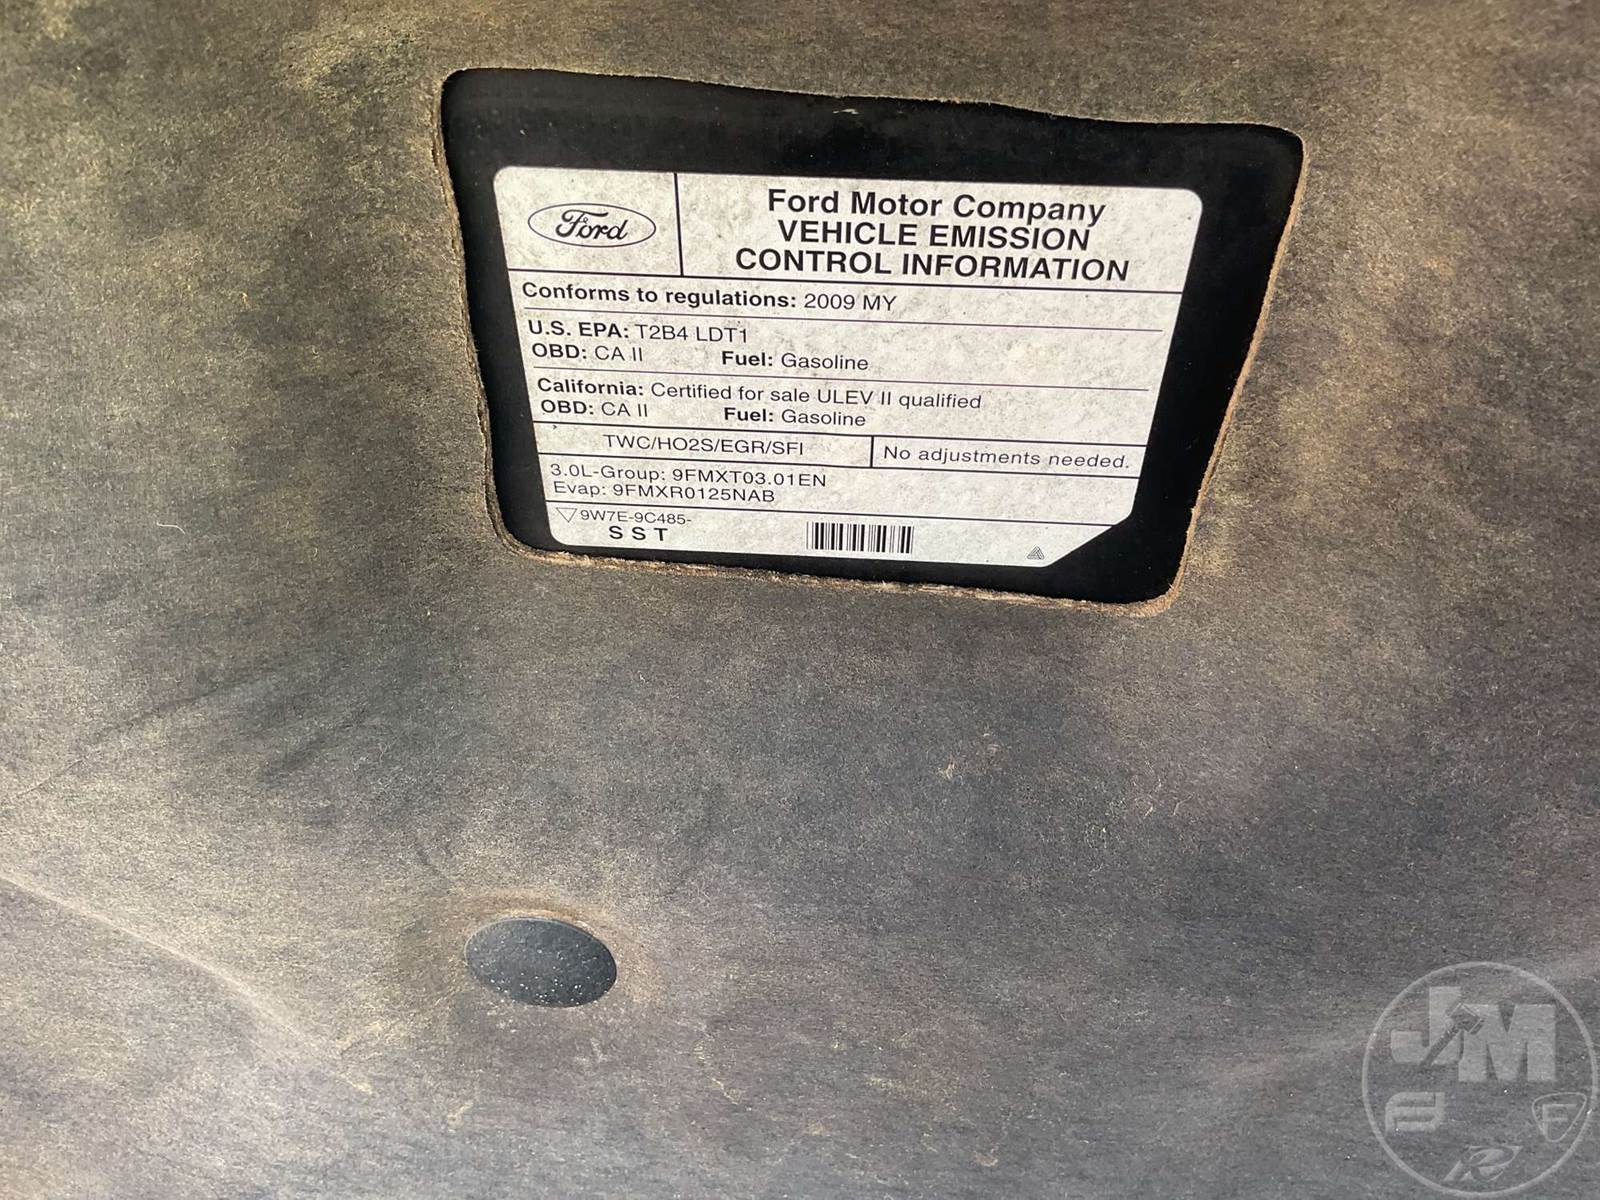 Ford
Ford Motor Company
VEHICLE EMISSION
CONTROL INFORMATION
Conforms to regulations: 2009 MY
U.S. EPA: T2B4 LDT1
OBD: CA II Fuel: Gasoline
California: Certified for sale ULEV II qualified
OBD: CA II Fuel: Gasoline
TWC/HO2S/EGR/SFI
No adjustments needed.
3.0L-Group: 9FMXT03.01EN
Evap: 9FMXR0125NAB
9W7E-9C485-
S S T
JM